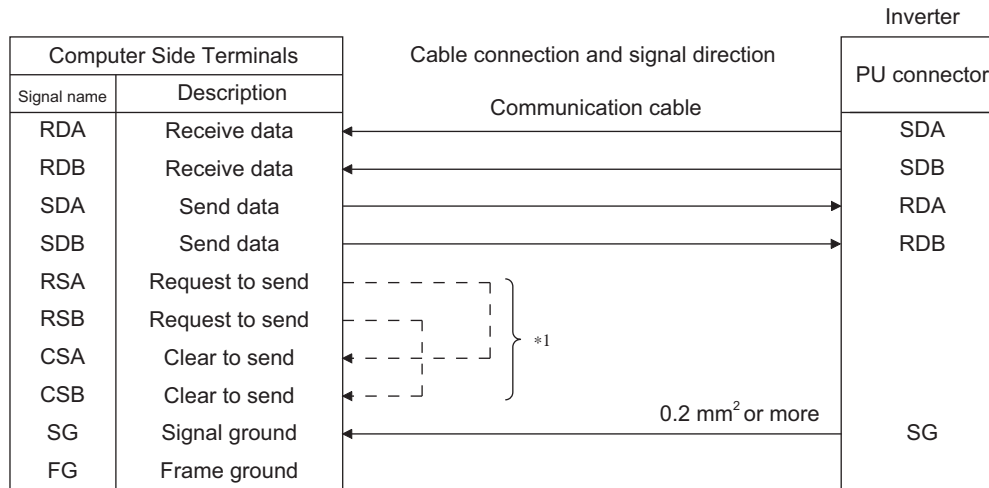 Inverter
Computer Side Terminals
Cable connection and signal direction
PU connector
Signal name Description
Communication cable
RDA Receive data SDA
RDB Receive data SDB
SDA Send data RDA
SDB Send data RDB
RSA Request to send
RSB Request to send
*1
CSA Clear to send
CSB Clear to send
0.2 mm² or more
SG Signal ground SG
FG Frame ground